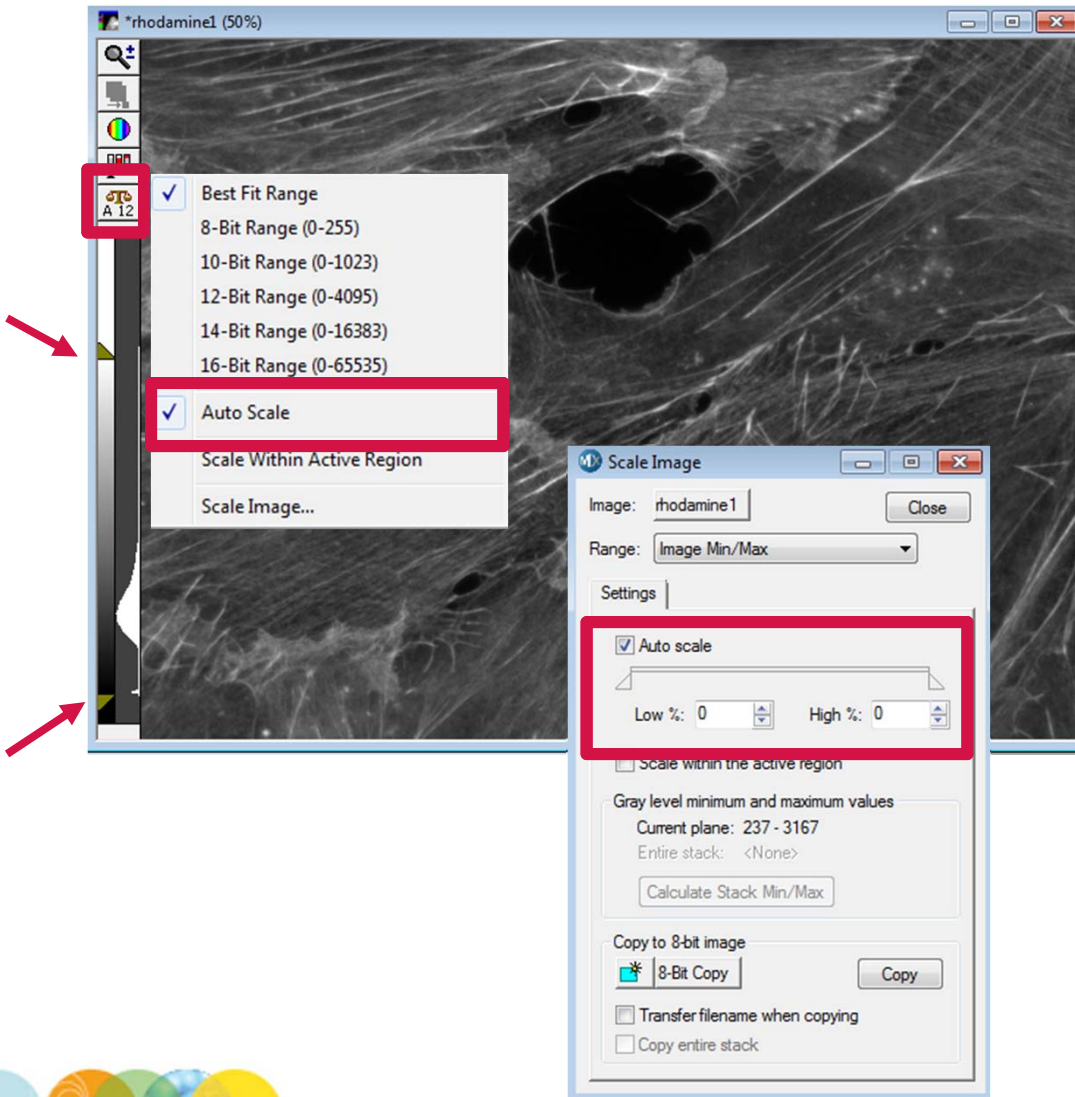 *rhodamine1 (50%)
A 12
Best Fit Range
8-Bit Range (0-255)
10-Bit Range (0-1023)
12-Bit Range (0-4095)
14-Bit Range (0-16383)
16-Bit Range (0-65535)
Auto Scale
Scale Within Active Region
Scale Image...
MX Scale Image
Image: rhodamine1 Close
Range: Image Min/Max
Settings
Auto scale
Low %: 0 High %: 0
Scale within the active region
Gray level minimum and maximum values
Current plane: 237 - 3167
Entire stack: <None>
Calculate Stack Min/Max
Copy to 8-bit image
8-Bit Copy Copy
Transfer filename when copying
Copy entire stack